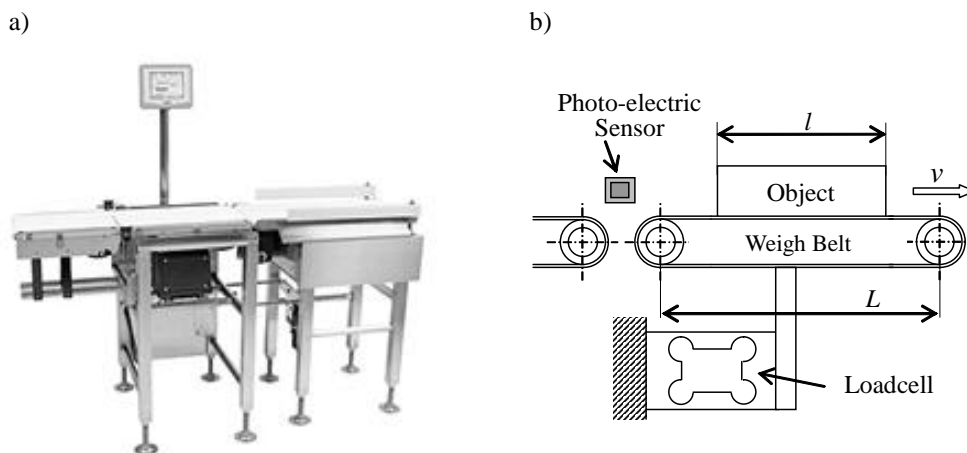 a)
b)
Photo-electric
Sensor
l
v
Object
Weigh Belt
L
Loadcell